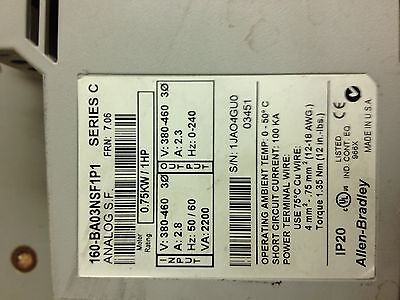 160-BA03NSF1P1 SERIES C
ANALOG S.F. FRN: 7.06
Motor Rating 0.75KW / 1HP
INPUT
V: 380-460 3Ø
A: 2.8
Hz: 50 / 60
VA: 2200
OUTPUT
V: 380-460 3Ø
A: 2.3
Hz: 0-240
S/N: 1JAO4GU0
03451
OPERATING AMBIENT TEMP: 0 - 50° C
SHORT CIRCUIT CURRENT: 100 KA
POWER TERMINAL WIRE:
USE 75°C Cu WIRE:
4 mm² - .75 mm² (12-18 AWG.)
Torque 1.35 Nm (12 in.-lbs.)
IP20
LISTED
IND. CONT. EQ.
966X
Allen-Bradley MADE IN U.S.A.